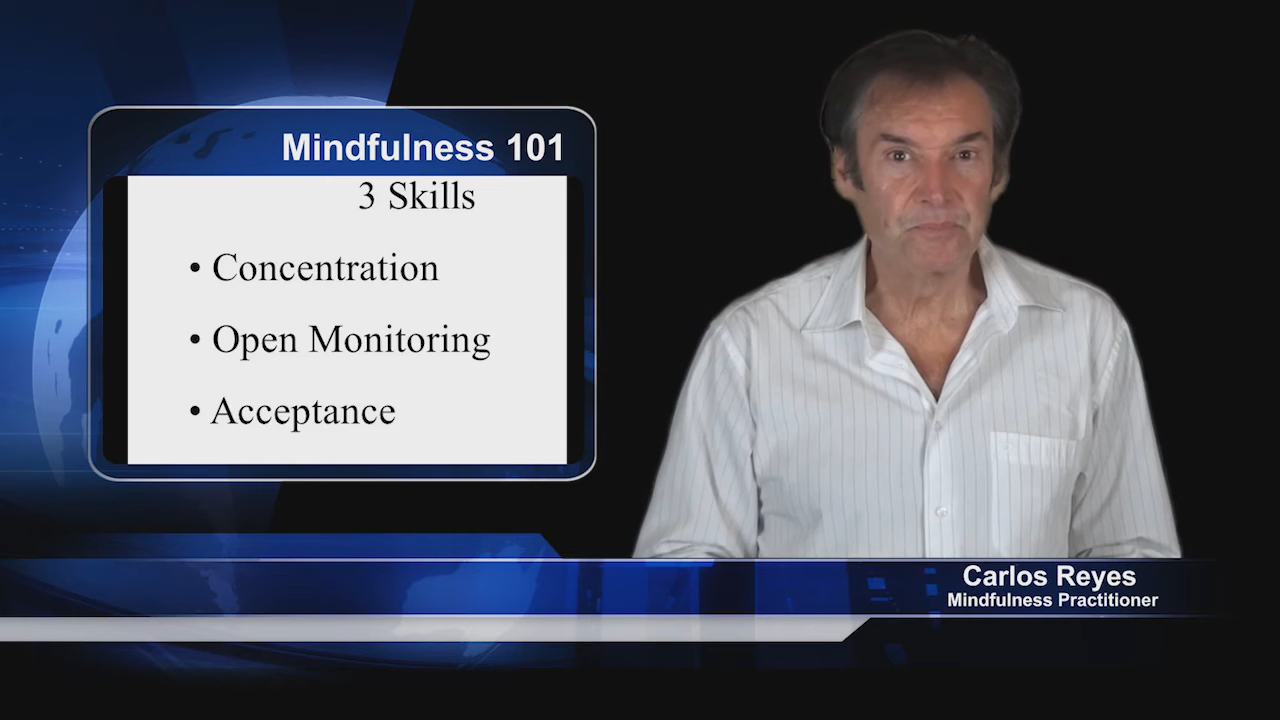 Mindfulness 101
3 Skills
• Concentration
• Open Monitoring
• Acceptance
Carlos Reyes
Mindfulness Practitioner